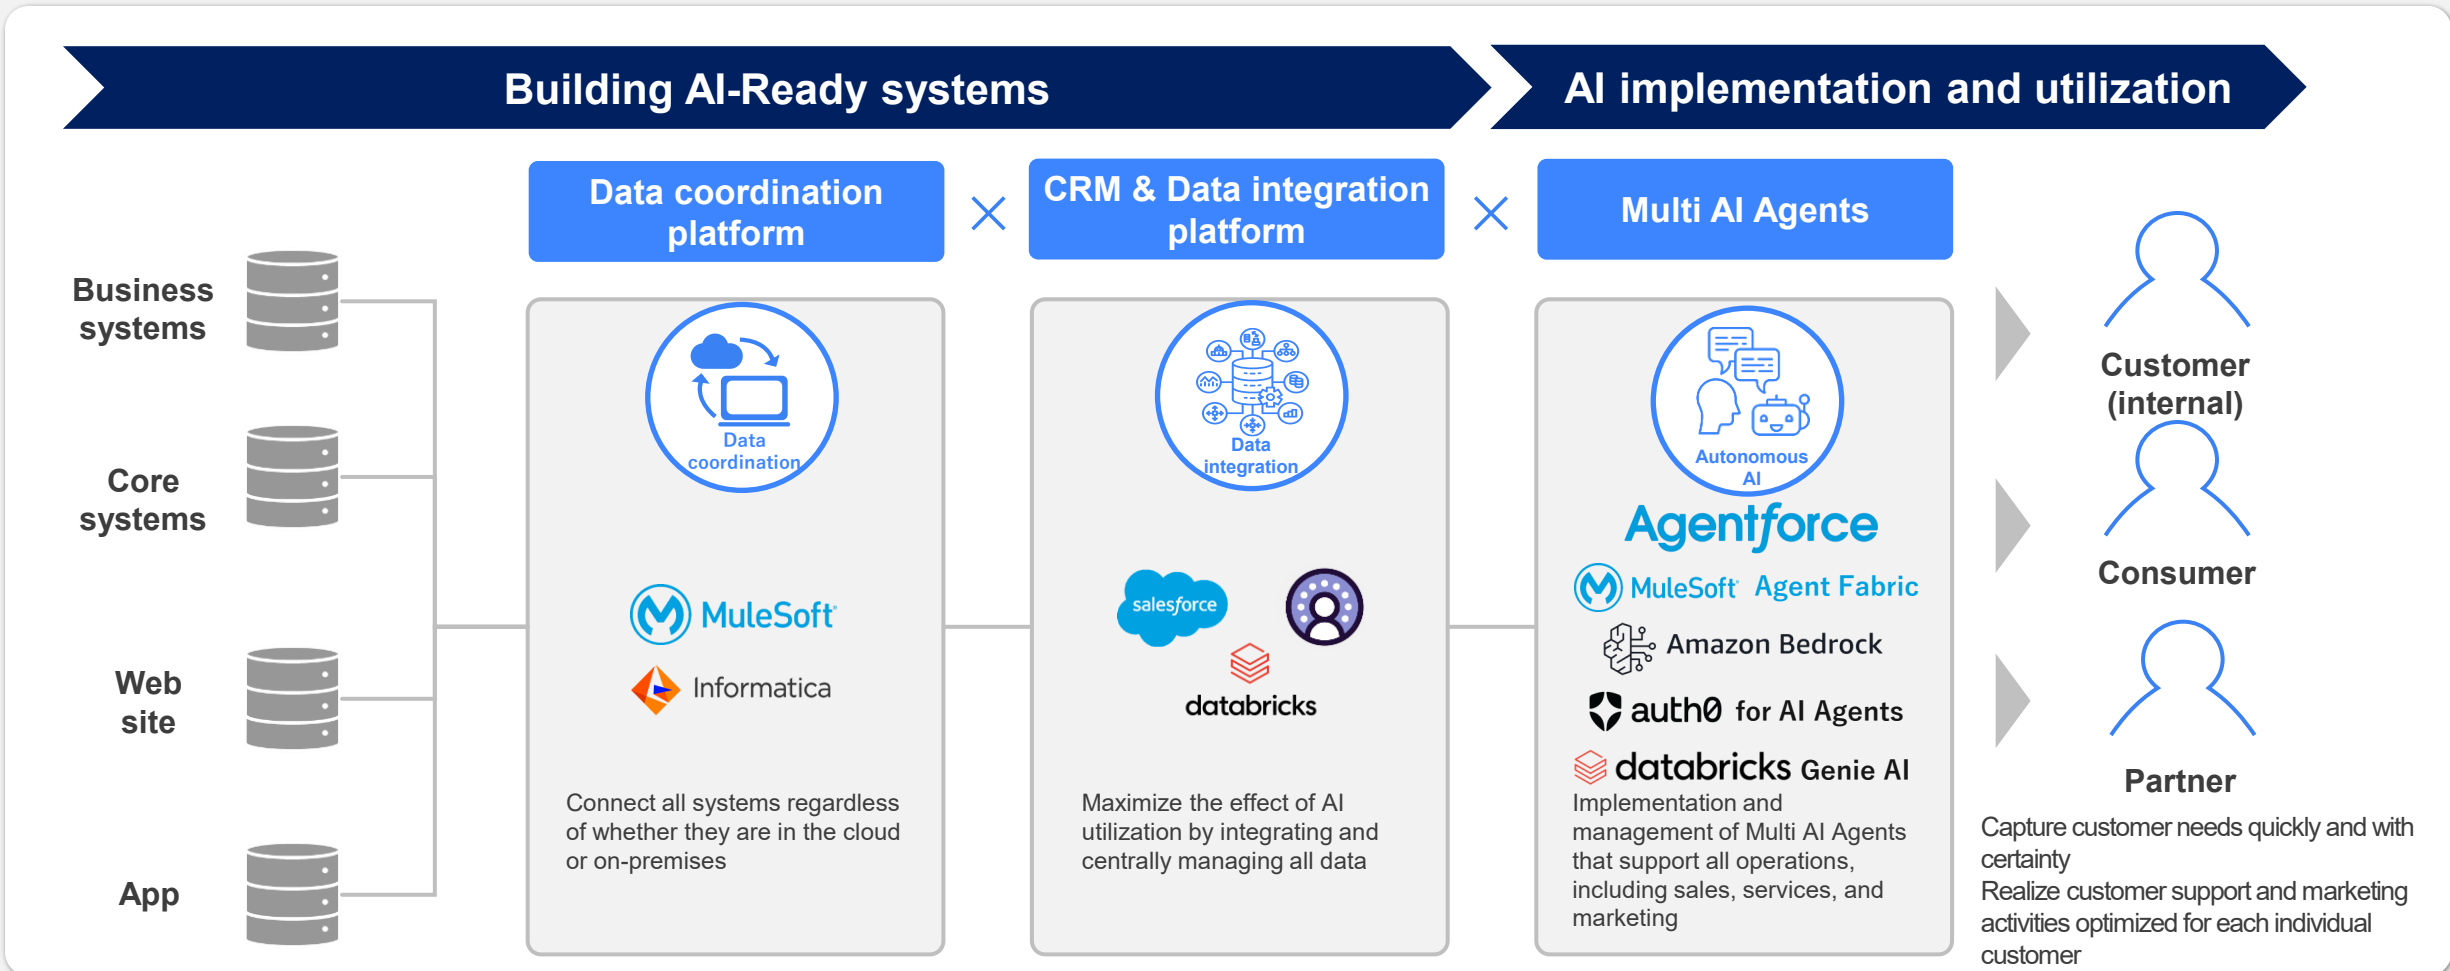 Building AI-Ready systems
AI implementation and utilization
Data coordination
platform
CRM & Data integration
platform
Multi AI Agents
Business
systems
Core
systems
Web
site
App
Data
coordination
MuleSoft
Informatica
Connect all systems regardless
of whether they are in the cloud
or on-premises
Data
integration
salesforce
databricks
Maximize the effect of AI
utilization by integrating and
centrally managing all data
Autonomous
AI
Agentforce
MuleSoft Agent Fabric
Amazon Bedrock
auth0 for AI Agents
databricks Genie AI
Implementation and
management of Multi AI Agents
that support all operations,
including sales, services, and
marketing
Customer
(internal)
Consumer
Partner
Capture customer needs quickly and with
certainty
Realize customer support and marketing
activities optimized for each individual
customer